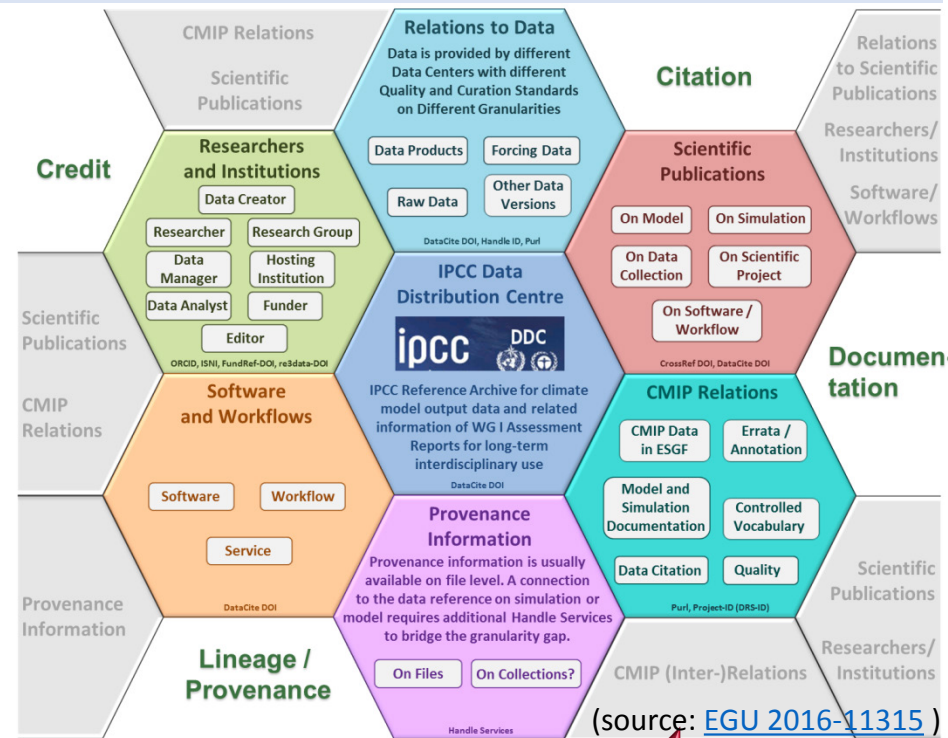 CMIP Relations
Scientific
Publications
Relations to Data
Data is provided by different
Data Centers with different
Quality and Curation Standards
on Different Granularities
Data Products
Forcing Data
Raw Data
Other Data
Versions
DataCite DOI, Handle ID, Purl
Citation
Relations
to Scientific
Publications
Researchers/
Institutions
Software/
Workflows
Credit
Researchers
and Institutions
Data Creator
Researcher
Research Group
Data
Manager
Hosting
Institution
Data Analyst
Funder
Editor
ORCID, ISNI, FundRef-DOI, re3data-DOI
Scientific
Publications
On Model
On Simulation
On Data
Collection
On Scientific
Project
On Software /
Workflow
CrossRef DOI, DataCite DOI
IPCC Data
Distribution Centre
ipcc
DDC
IPCC Reference Archive for climate
model output data and related
information of WG I Assessment
Reports for long-term
interdisciplinary use
DataCite DOI
Scientific
Publications
CMIP
Relations
Documen-
tation
Software
and Workflows
Software
Workflow
Service
DataCite DOI
CMIP Relations
CMIP Data
in ESGF
Errata /
Annotation
Model and
Simulation
Documentation
Controlled
Vocabulary
Data Citation
Quality
Purl, Project-ID (DRS-ID)
Provenance
Information
Provenance
Information
Provenance information is usually
available on file level. A connection
to the data reference on simulation or
model requires additional Handle Services
to bridge the granularity gap.
On Files
On Collections?
Handle Services
Lineage /
Provenance
Scientific
Publications
Researchers/
Institutions
CMIP (Inter-)Relations
(source: EGU 2016-11315 )